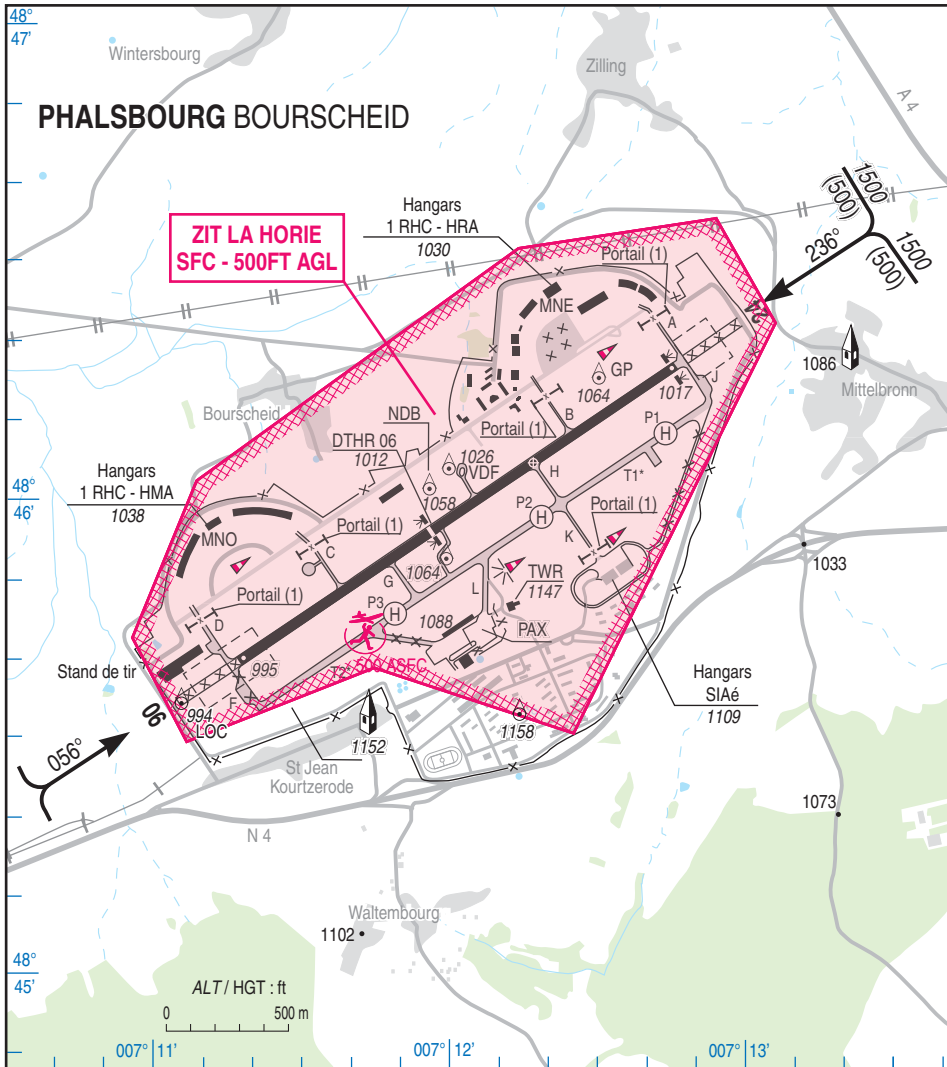 48°
47'
Wintersbourg
Zilling
A 4
PHALSBOURG BOURSCHEID
1500
(500)
1500
(500)
236°
Hangars
1 RHC - HRA
1030
ZIT LA HORIE
SFC - 500FT AGL
Portail (1)
MNE
A
24
1086
Mittelbronn
GP
1064
1017
J
Bourscheid
NDB
DTHR 06
1012
Portail (1)
B
P1
H
1026
VDF
H
T1*
Hangars
1 RHC - HMA
1038
48°
46'
1058
P2
H
Portail (1)
MNO
Portail (1)
C
K
1033
1064
TWR
1147
G
L
Portail (1)
P3
H
1088
PAX
D
995
Stand de tir
T2*
500 ASFC
Hangars
SIAé
1109
F
994
LOC
06
1152
1158
056°
St Jean
Kourtzerode
N 4
1073
Waltembourg
1102
48°
45'
ALT / HGT : ft
0
500 m
007° 11'
007° 12'
007° 13'